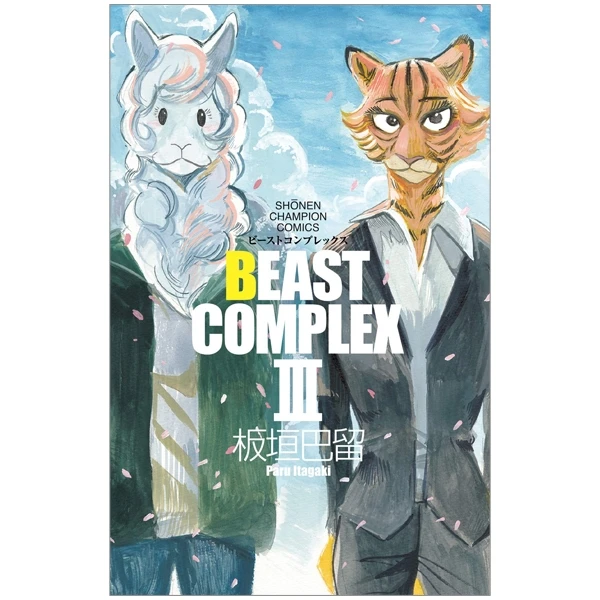 SHŌNEN
CHAMPION
COMICS
ビーストコンプレックス
BEAST
COMPLEX
III
板垣巴留
Paru Itagaki